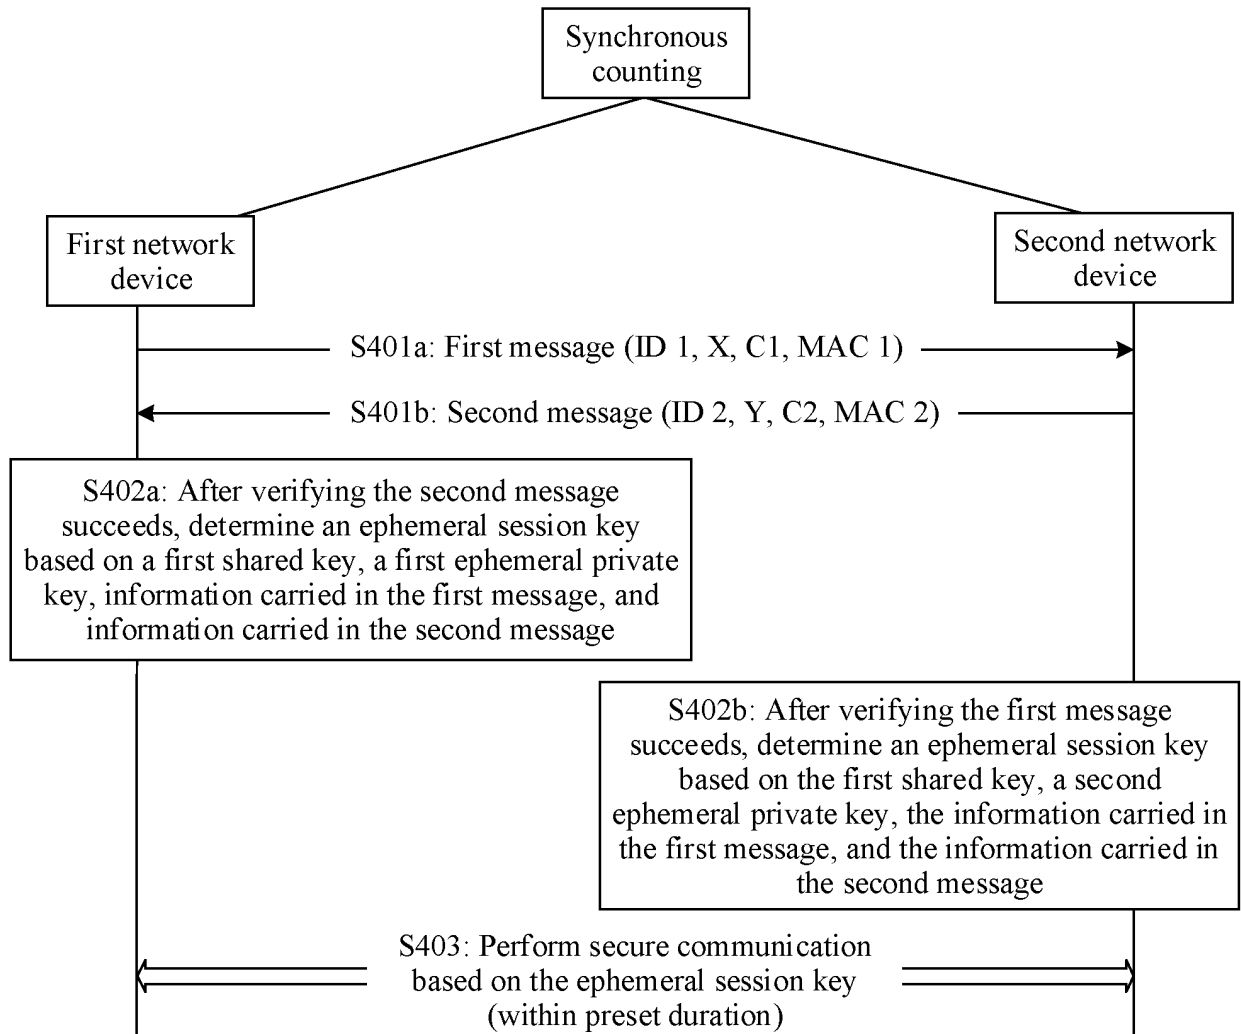 Synchronous
counting
First network
device
Second network
device
S401a: First message (ID 1, X, C1, MAC 1)
S401b: Second message (ID 2, Y, C2, MAC 2)
S402a: After verifying the second message
succeeds, determine an ephemeral session key
based on a first shared key, a first ephemeral private
key, information carried in the first message, and
information carried in the second message
S402b: After verifying the first message
succeeds, determine an ephemeral session key
based on the first shared key, a second
ephemeral private key, the information carried in
the first message, and the information carried in
the second message
S403: Perform secure communication
based on the ephemeral session key
(within preset duration)